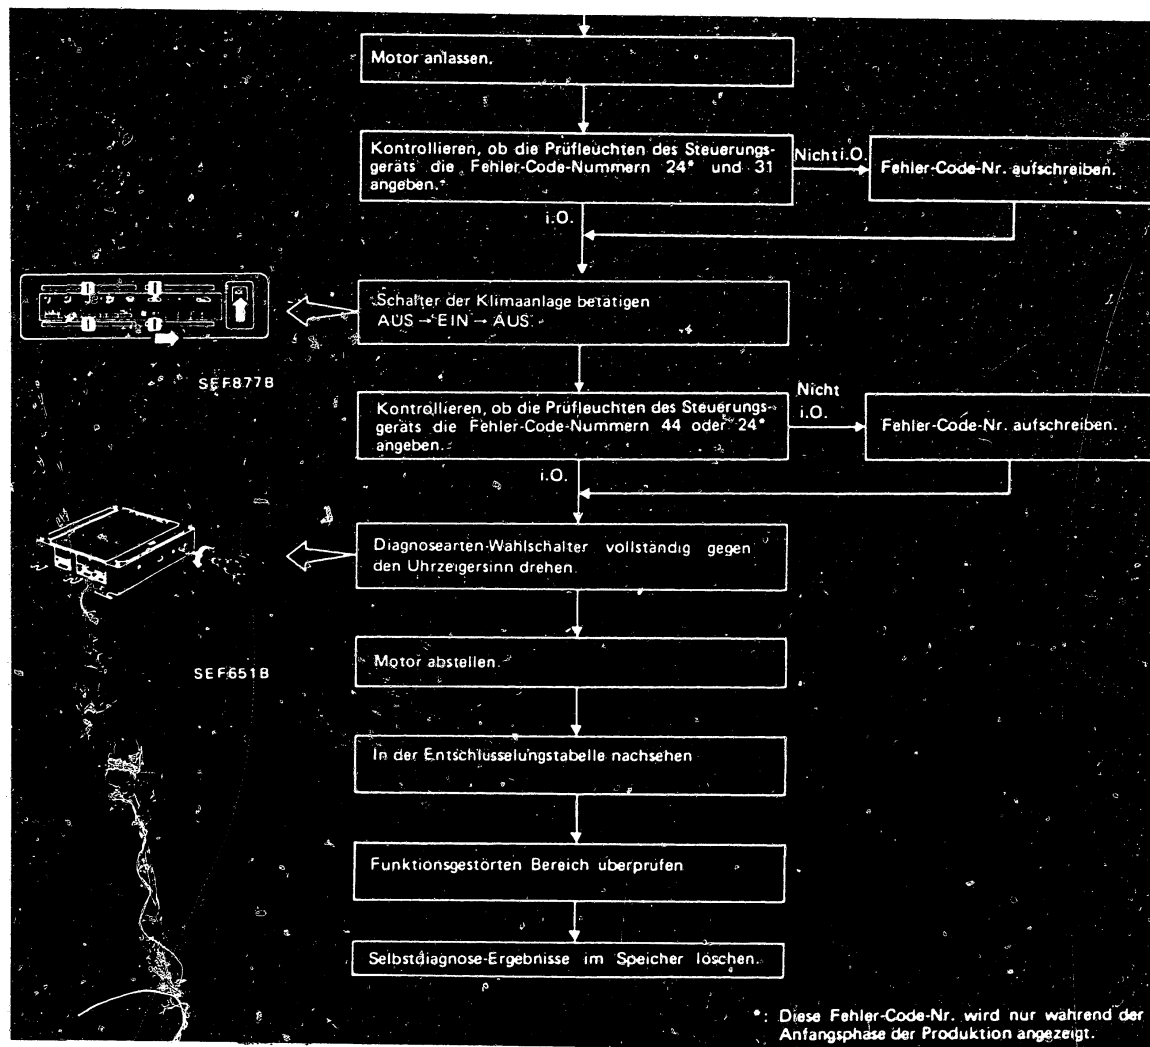 Motor anlassen.
Kontrollieren, ob die Prüfleuchten des Steuerungs-
geräts die Fehler-Code-Nummern 24* und 31
angeben.
Nicht i.O.
Fehler-Code-Nr. aufschreiben.
i.O.
Schalter der Klimaanlage betätigen
AUS → EIN → AUS
SEF877B
Kontrollieren, ob die Prüfleuchten des Steuerungs-
geräts die Fehler-Code-Nummern 44 oder 24*
angeben.
Nicht
i.O.
Fehler-Code-Nr. aufschreiben.
i.O.
Diagnosearten-Wahlschalter vollständig gegen
den Uhrzeigersinn drehen.
SEF651B
Motor abstellen.
In der Entschlüsselungstabelle nachsehen
Funktionsgestörten Bereich überprüfen
Selbstdiagnose-Ergebnisse im Speicher löschen.
*: Diese Fehler-Code-Nr. wird nur während der
Anfangsphase der Produktion angezeigt.